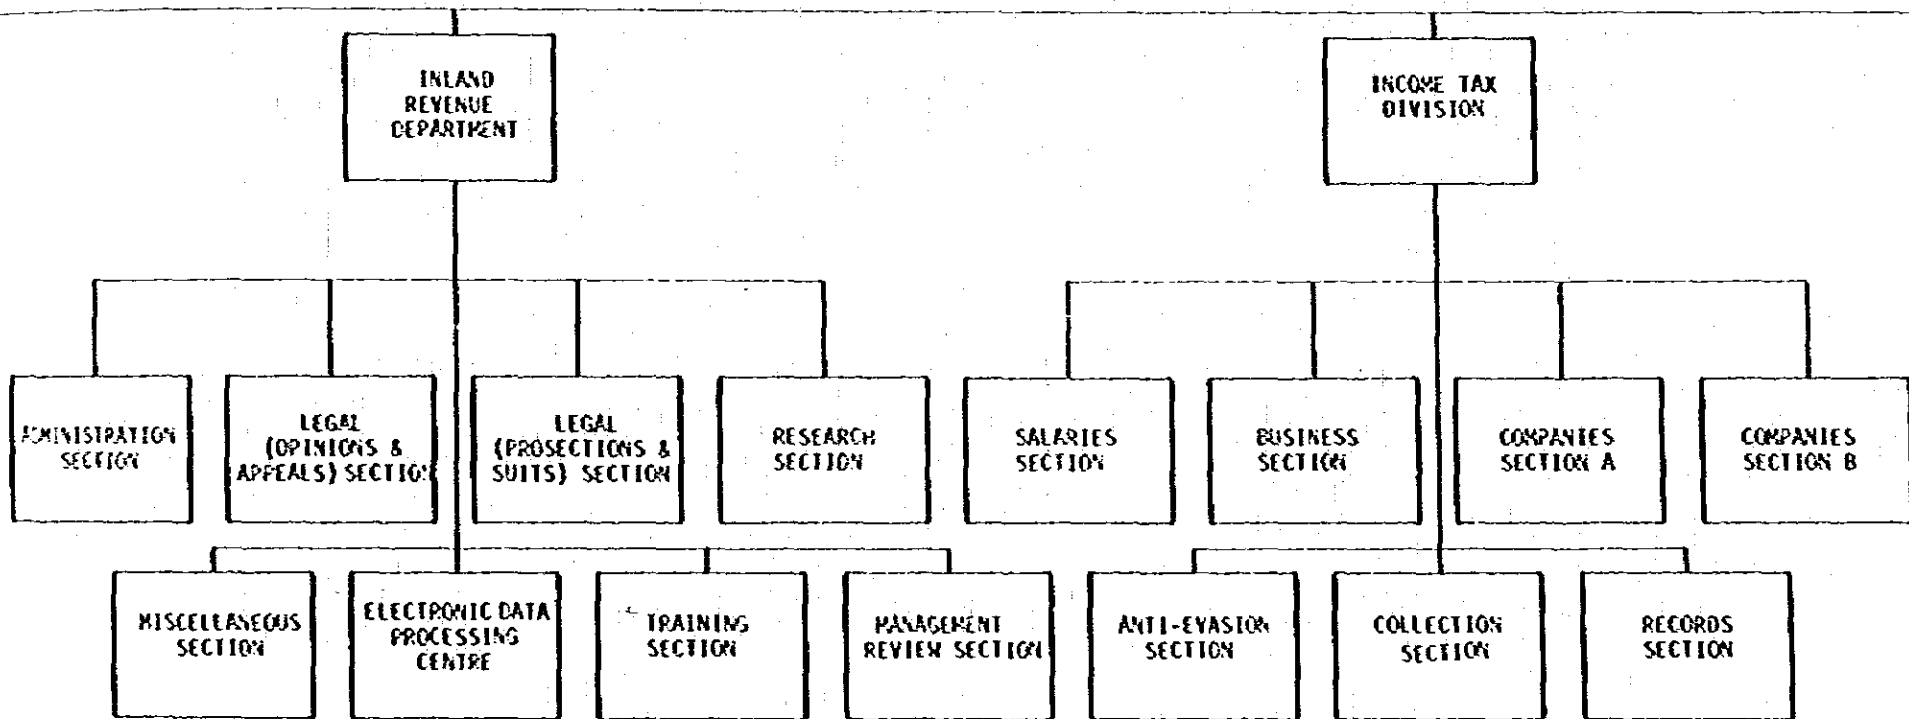 INLAND
REVENUE
DEPARTMENT
INCOME TAX
DIVISION
ADMINISTRATION
SECTION
LEGAL
(OPINIONS &
APPEALS) SECTION
LEGAL
(PROSECTIONS &
SUITS) SECTION
RESEARCH
SECTION
SALARIES
SECTION
BUSINESS
SECTION
COMPANIES
SECTION A
COMPANIES
SECTION B
MISCELLANEOUS
SECTION
ELECTRONIC DATA
PROCESSING
CENTRE
TRAINING
SECTION
MANAGEMENT
REVIEW SECTION
ANTI-EVASION
SECTION
COLLECTION
SECTION
RECORDS
SECTION